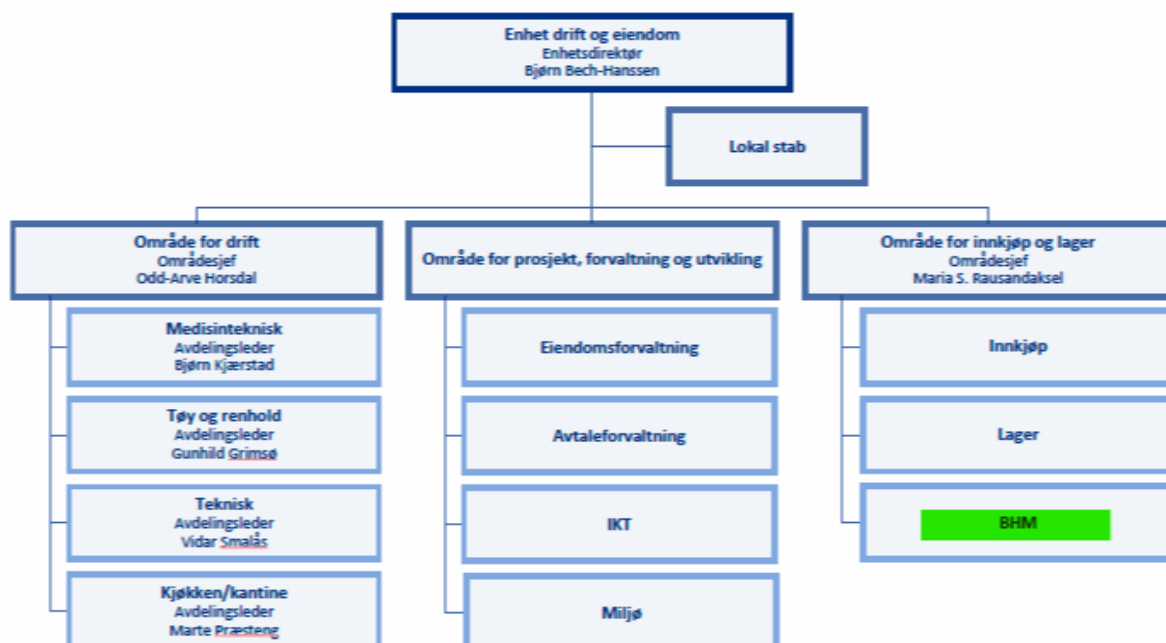 Enhet drift og eiendom
Enhetsdirektør
Bjørn Bech-Hanssen
Lokal stab
Område for drift
Områdesjef
Odd-Arve Horsdal
Medisinteknisk
Avdelingsleder
Bjørn Kjærstad
Tøy og renhold
Avdelingsleder
Gunhild Grimsø
Teknisk
Avdelingsleder
Vidar Smalås
Kjøkken/kantine
Avdelingsleder
Marte Præsteng
Område for prosjekt, forvaltning og utvikling
Eiendomsforvaltning
Avtaleforvaltning
IKT
Miljø
Område for innkjøp og lager
Områdesjef
Maria S. Rausandaksel
Innkjøp
Lager
BHM